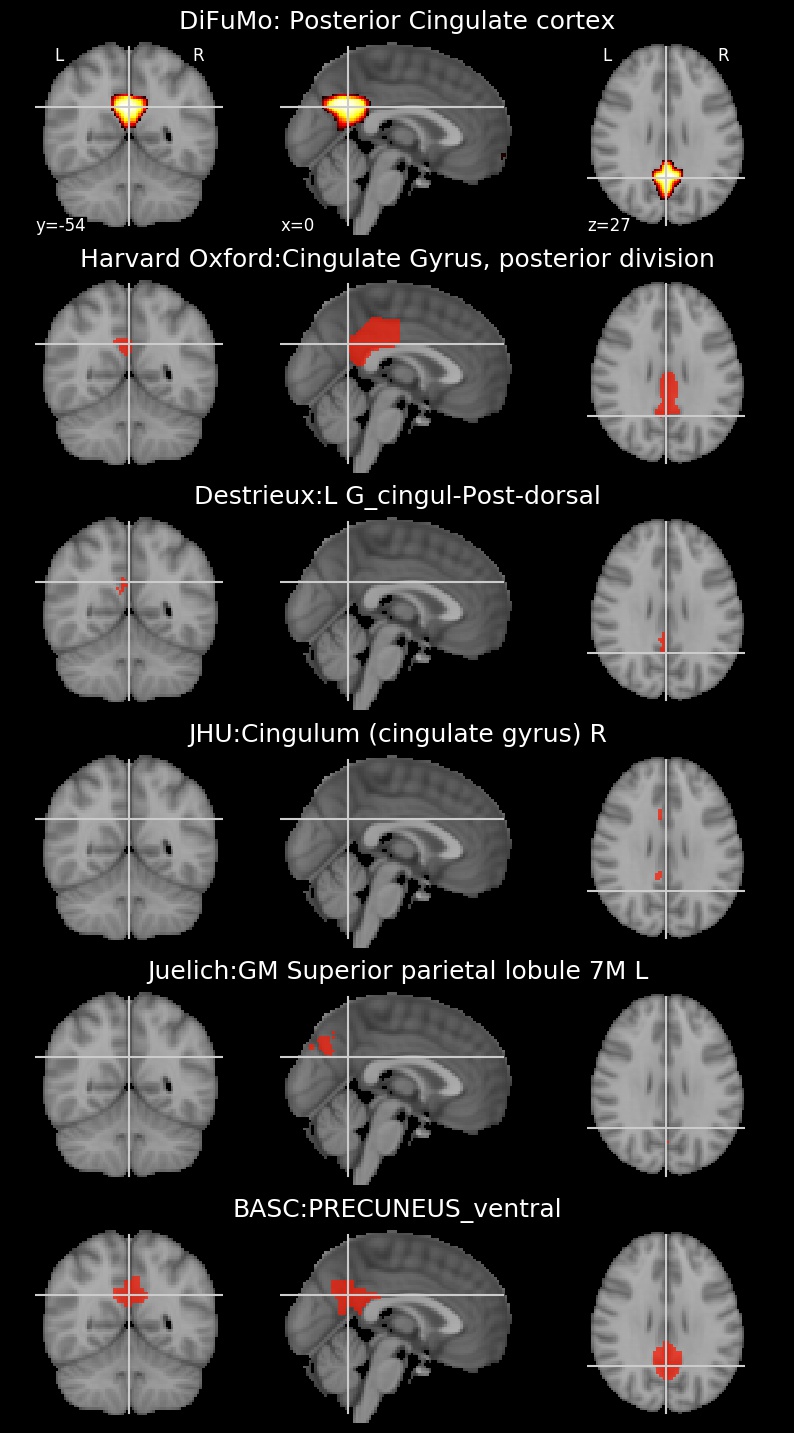 DiFuMo: Posterior Cingulate cortex
L R L R
y=-54 x=0 z=27
Harvard Oxford:Cingulate Gyrus, posterior division
Destrieux:L G_cingul-Post-dorsal
JHU:Cingulum (cingulate gyrus) R
Juelich:GM Superior parietal lobule 7M L
BASC:PRECUNEUS_ventral